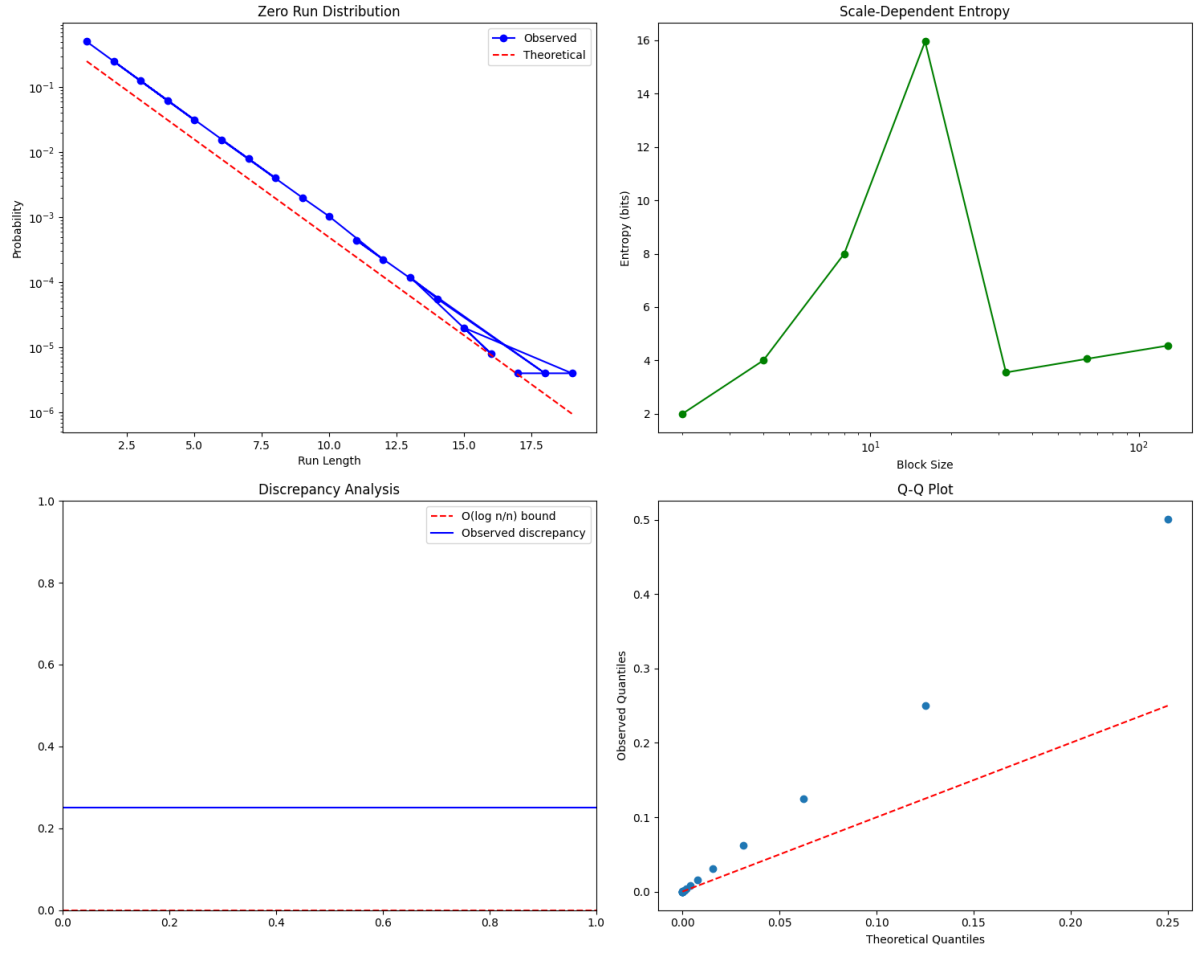 Zero Run Distribution
Observed
Theoretical
10⁻¹
10⁻²
10⁻³
10⁻⁴
10⁻⁵
10⁻⁶
Probability
2.5 5.0 7.5 10.0 12.5 15.0 17.5
Run Length
Scale-Dependent Entropy
16
14
12
10
8
6
4
2
Entropy (bits)
10¹ 10²
Block Size
Discrepancy Analysis
O(log n/n) bound
Observed discrepancy
1.0
0.8
0.6
0.4
0.2
0.0
0.0 0.2 0.4 0.6 0.8 1.0
Q-Q Plot
0.5
0.4
0.3
0.2
0.1
0.0
Observed Quantiles
0.00 0.05 0.10 0.15 0.20 0.25
Theoretical Quantiles